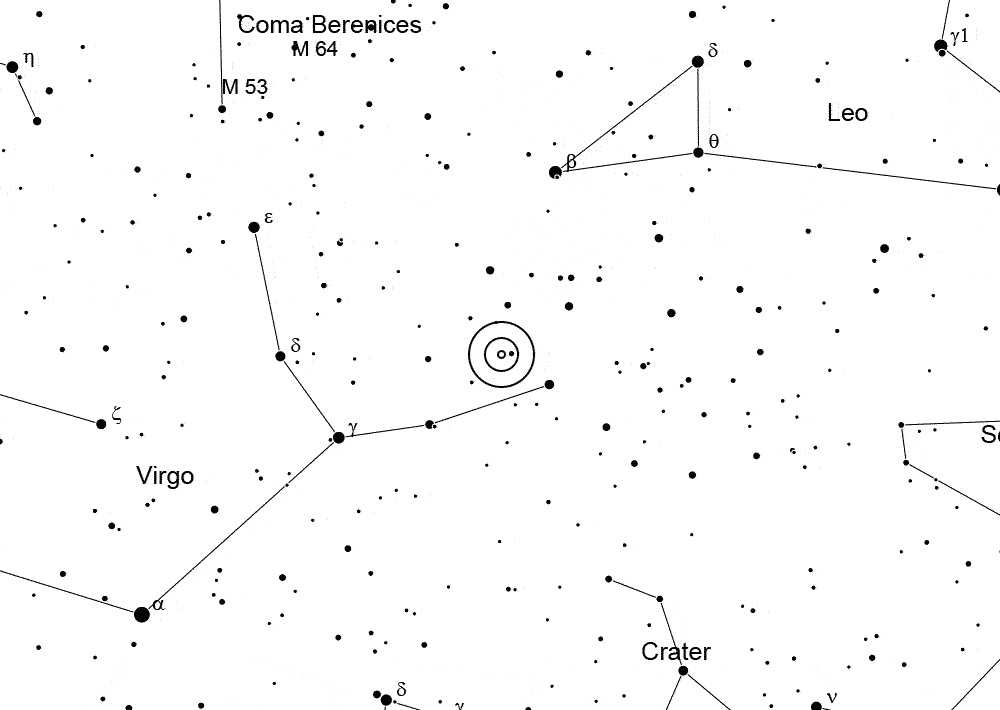 Coma Berenices
γ1
M 64
η
δ
M 53
Leo
θ
β
ε
δ
ζ
γ
Virgo
α
Crater
δ
ν
γ